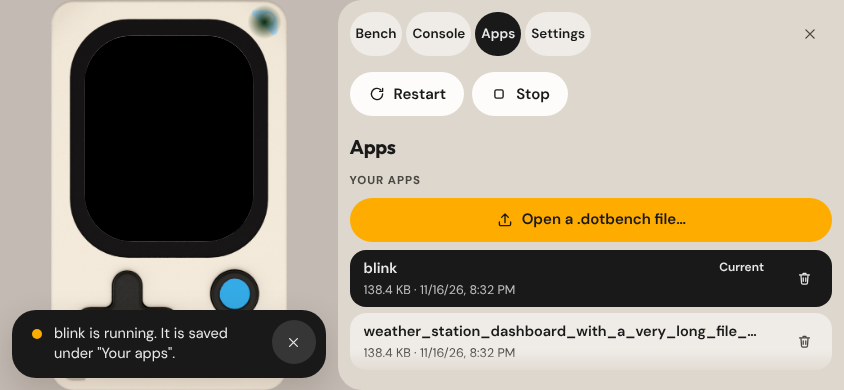 Bench Console Apps Settings
Restart Stop
Apps
YOUR APPS
Open a .dotbench file...
blink Current
138.4 KB · 11/16/26, 8:32 PM
weather_station_dashboard_with_a_very_long_file_...
138.4 KB · 11/16/26, 8:32 PM
blink is running. It is saved
under "Your apps".